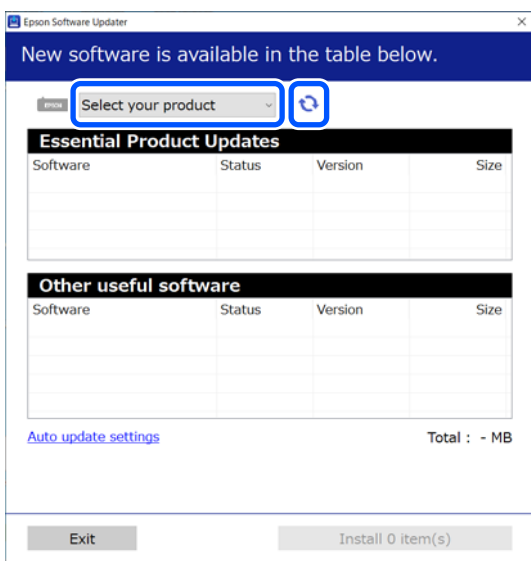 Epson Software Updater
New software is available in the table below.
EPSON Select your product
Essential Product Updates
Software Status Version Size
Other useful software
Software Status Version Size
Auto update settings Total : - MB
Exit Install 0 item(s)